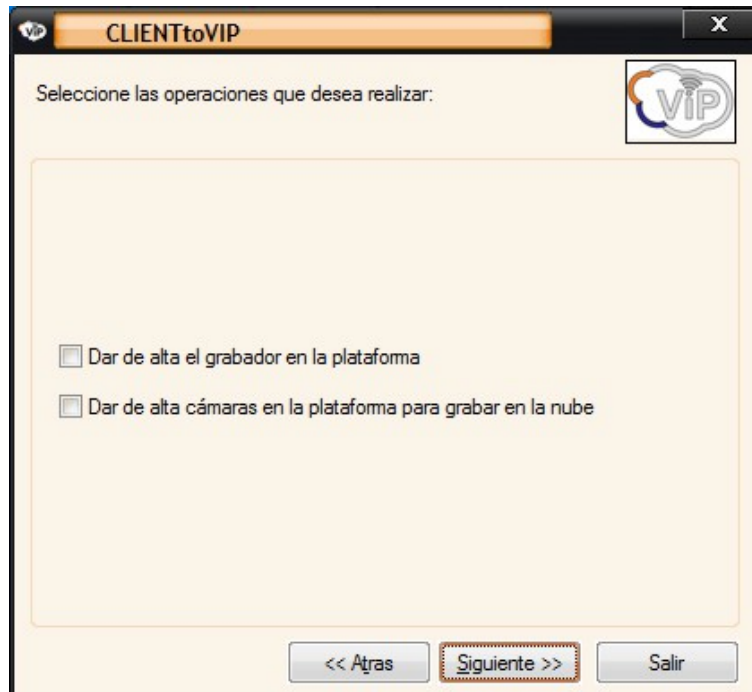 ViP
CLIENTtoVIP
X
Seleccione las operaciones que desea realizar:
ViP
Dar de alta el grabador en la plataforma
Dar de alta cámaras en la plataforma para grabar en la nube
<< Atras
Siguiente >>
Salir